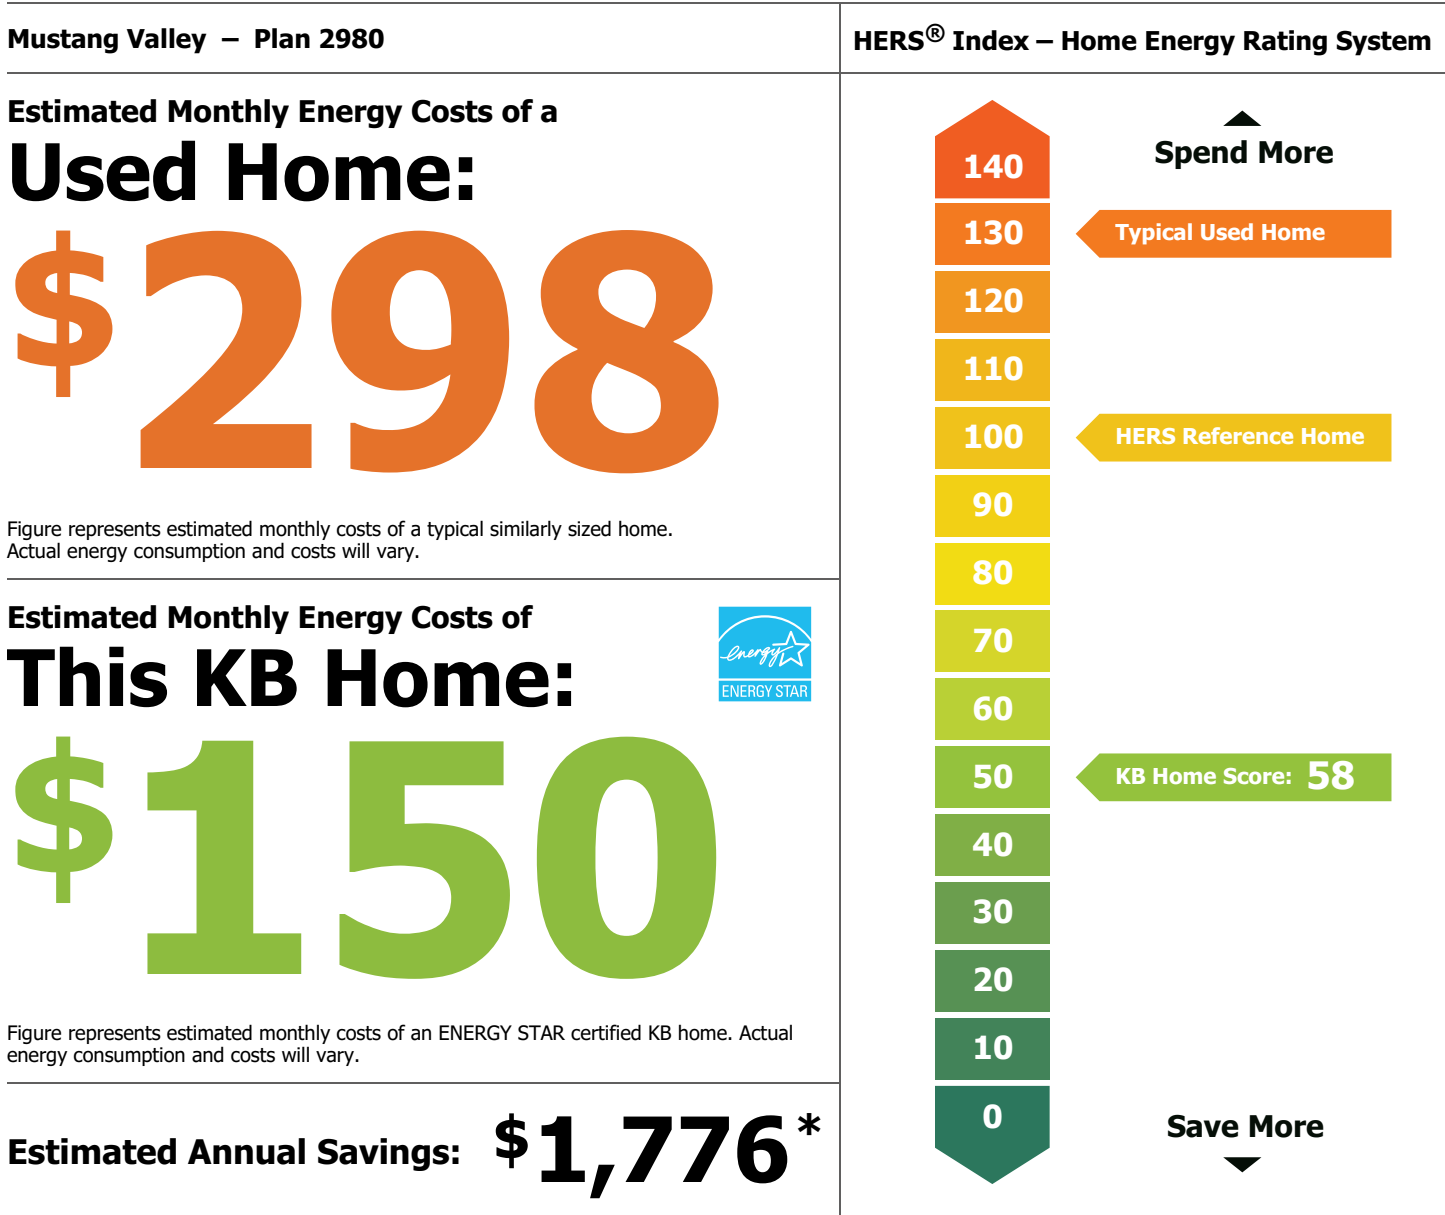 Mustang Valley – Plan 2980
Estimated Monthly Energy Costs of a
Used Home:
$298
Figure represents estimated monthly costs of a typical similarly sized home.
Actual energy consumption and costs will vary.
Estimated Monthly Energy Costs of
This KB Home:
energy
ENERGY STAR
$150
Figure represents estimated monthly costs of an ENERGY STAR certified KB home. Actual
energy consumption and costs will vary.
Estimated Annual Savings: $1,776*
HERS® Index – Home Energy Rating System
Spend More
140
130
Typical Used Home
120
110
100
HERS Reference Home
90
80
70
60
50
KB Home Score: 58
40
30
20
10
0
Save More